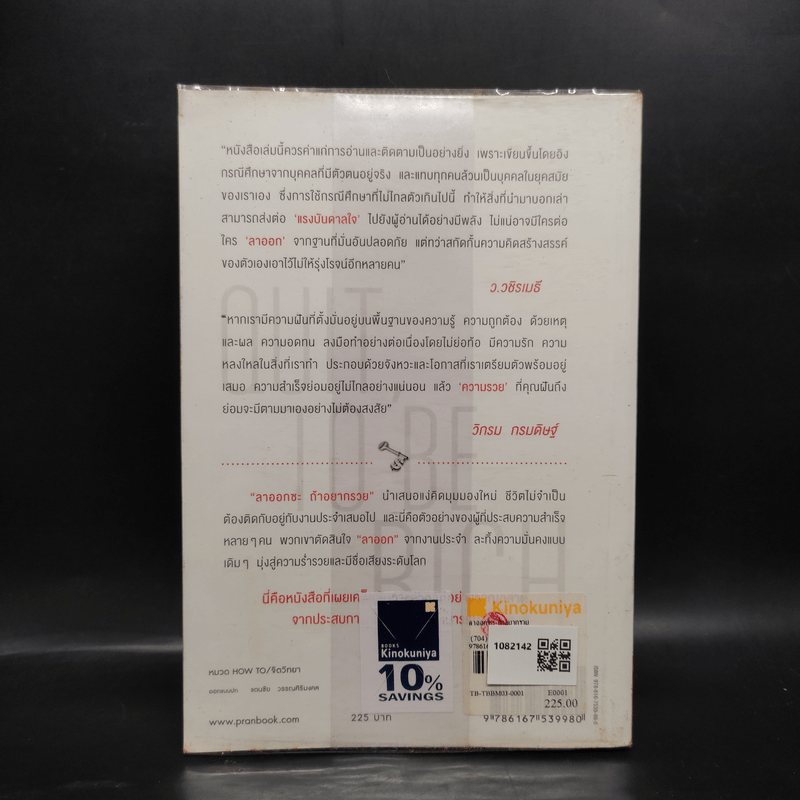 "หนังสือเล่มนี้ควรค่าแก่การอ่านและติดตามเป็นอย่างยิ่ง เพราะเขียนขึ้นโดยอิง
กรณีศึกษาจากบุคคลที่มีตัวตนอยู่จริง และแทบทุกคนล้วนเป็นบุคคลในยุคสมัย
ของเราเอง ซึ่งการใช้กรณีศึกษาที่ไม่ไกลตัวเกินไปนี้ ทำให้สิ่งที่นำมาบอกเล่า
สามารถส่งต่อ 'แรงบันดาลใจ' ไปยังผู้อ่านได้อย่างมีพลัง ไม่แน่อาจมีใครต่อ
ใคร 'ลาออก' จากฐานที่มั่นอันปลอดภัย แต่ทว่าสกัดกั้นความคิดสร้างสรรค์
ของตัวเองเอาไว้ไม่ให้รุ่งโรจน์อีกหลายคน"
ว.วชิรเมธี
"หากเรามีความฝันที่ตั้งมั่นอยู่บนพื้นฐานของความรู้ ความถูกต้อง ด้วยเหตุ
และผล ความอดทน ลงมือทำอย่างต่อเนื่องโดยไม่ย่อท้อ มีความรัก ความ
หลงใหลในสิ่งที่เราทำ ประกอบด้วยจังหวะและโอกาสที่เราเตรียมตัวพร้อมอยู่
เสมอ ความสำเร็จย่อมอยู่ไม่ไกลอย่างแน่นอน แล้ว 'ความรวย' ที่คุณฝันถึง
ย่อมจะมีตามมาเองอย่างไม่ต้องสงสัย"
วิกรม กรมดิษฐ์
QUIT,
TO BE
RICH
"ลาออกซะ ถ้าอยากรวย" นำเสนอแง่คิดมุมมองใหม่ ชีวิตไม่จำเป็น
ต้องติดกับอยู่กับงานประจำเสมอไป และนี่คือตัวอย่างของผู้ที่ประสบความสำเร็จ
หลายๆคน พวกเขาตัดสินใจ "ลาออก" จากงานประจำ ละทิ้งความมั่นคงแบบ
เดิมๆ มุ่งสู่ความร่ำรวยและมีชื่อเสียงระดับโลก
นี่คือหนังสือที่เผยเคล็
จากประสบกา
BOOKS
Kinokuniya
10%
SAVINGS
Kinokuniya
(704)
1082142
TB-TBBM03-0001 E0001
225.00
9 786167 539980
หมวด HOW TO/จิตวิทยา
ออกแบบปก แอนชัย วรรณศิริมงคล
www.pranbook.com
225 บาท